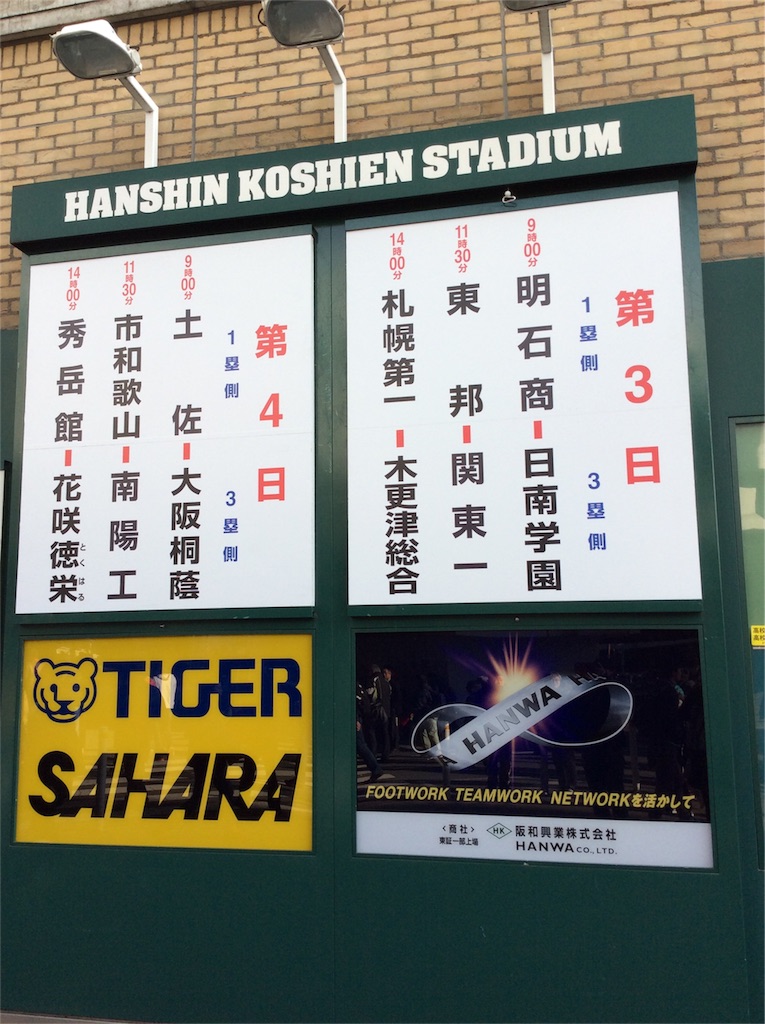 HANSHIN KOSHIEN STADIUM
第3日
1塁側 3塁側
9時00分 明石商 ー 日南学園
11時30分 東邦 ー 関東一
14時00分 札幌第一 ー 木更津総合
第4日
1塁側 3塁側
9時00分 土佐 ー 大阪桐蔭
11時30分 市和歌山 ー 南陽工
14時00分 秀岳館 ー 花咲徳栄
とくはる
TIGER
SAHARA
HANWA
FOOTWORK TEAMWORK NETWORKを活かして
〈商社〉
東証一部上場
HK 阪和興業株式会社
HANWA CO., LTD.